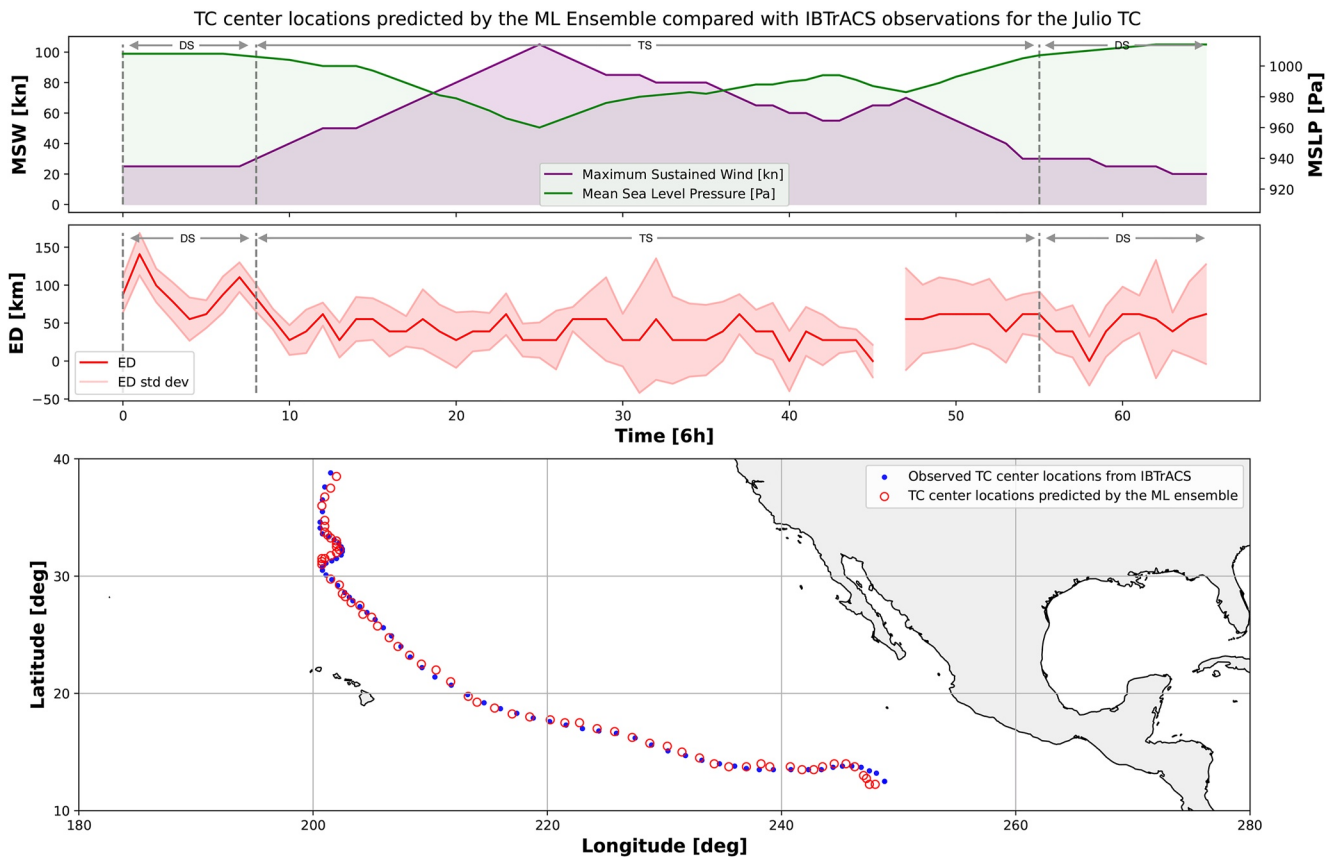 TC center locations predicted by the ML Ensemble compared with IBTrACS observations for the Julio TC
DS
TS
DS
100
80
60
40
20
0
MSW [kn]
1000
980
960
940
920
MSLP [Pa]
Maximum Sustained Wind [kn]
Mean Sea Level Pressure [Pa]
DS
TS
DS
150
100
50
0
−50
ED [km]
ED
ED std dev
0 10 20 30 40 50 60
Time [6h]
40
30
20
10
Latitude [deg]
Observed TC center locations from IBTrACS
TC center locations predicted by the ML ensemble
180 200 220 240 260 280
Longitude [deg]